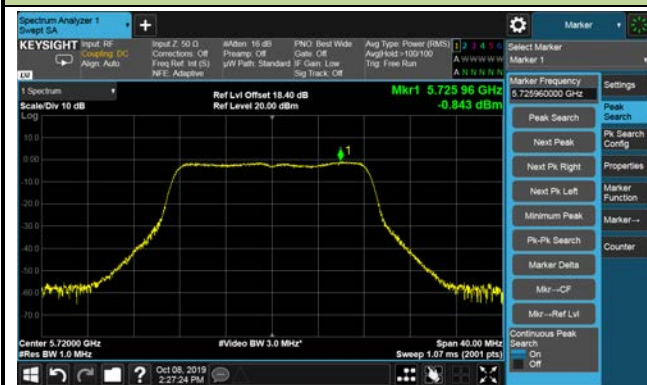 Spectrum Analyzer 1
Swept SA
+
Marker
KEYSIGHT
Input: RF
Coupling: DC
Align: Auto
Input Z: 50 Ω
Corrections: Off
Freq Ref: Int (S)
NFE: Adaptive
#Atten: 16 dB
Preamp: Off
µW Path: Standard
PNO: Best Wide
Gate: Off
IF Gain: Low
Sig Track: Off
Avg Type: Power (RMS)
Avg|Hold:>100/100
Trig: Free Run
1 2 3 4 5 6
A W W W W W
A N N N N N
LXI
Select Marker
Marker 1
Marker Frequency
5.725960000 GHz
Peak Search
Next Peak
Next Pk Right
Next Pk Left
Minimum Peak
Pk-Pk Search
Marker Delta
Mkr→CF
Mkr→Ref Lvl
Continuous Peak
Search
On
Off
Settings
Peak
Search
Pk Search
Config
Properties
Marker
Function
Marker→
Counter
1 Spectrum
Scale/Div 10 dB
Log
Ref Lvl Offset 18.40 dB
Ref Level 20.00 dBm
Mkr1 5.725 96 GHz
-0.843 dBm
10.0
0.00
-10.0
-20.0
-30.0
-40.0
-50.0
-60.0
-70.0
1
Center 5.72000 GHz
#Res BW 1.0 MHz
#Video BW 3.0 MHz*
Span 40.00 MHz
Sweep 1.07 ms (2001 pts)
?
Oct 08, 2019
2:27:24 PM